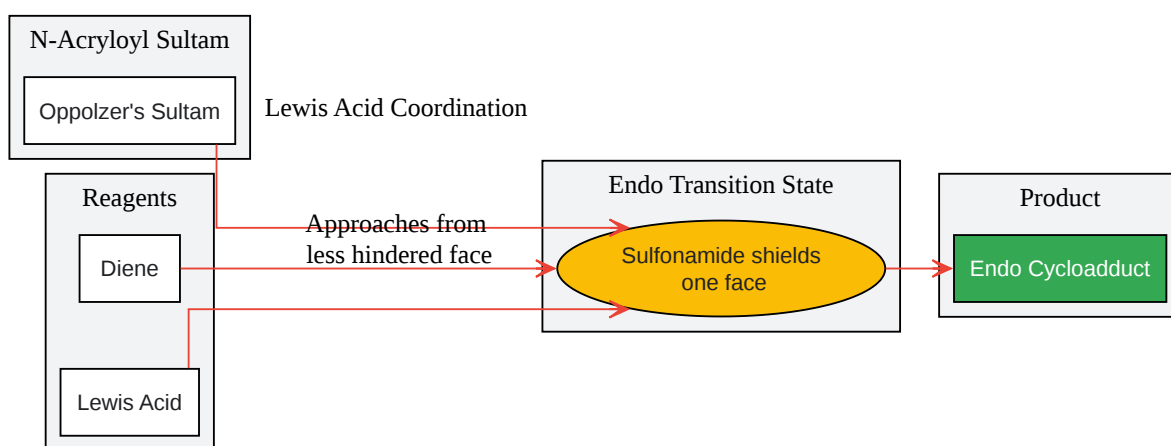 N-Acryloyl Sultam
Oppolzer's Sultam
Lewis Acid Coordination
Reagents
Diene
Lewis Acid
Approaches from
less hindered face
Endo Transition State
Sulfonamide shields
one face
Product
Endo Cycloadduct